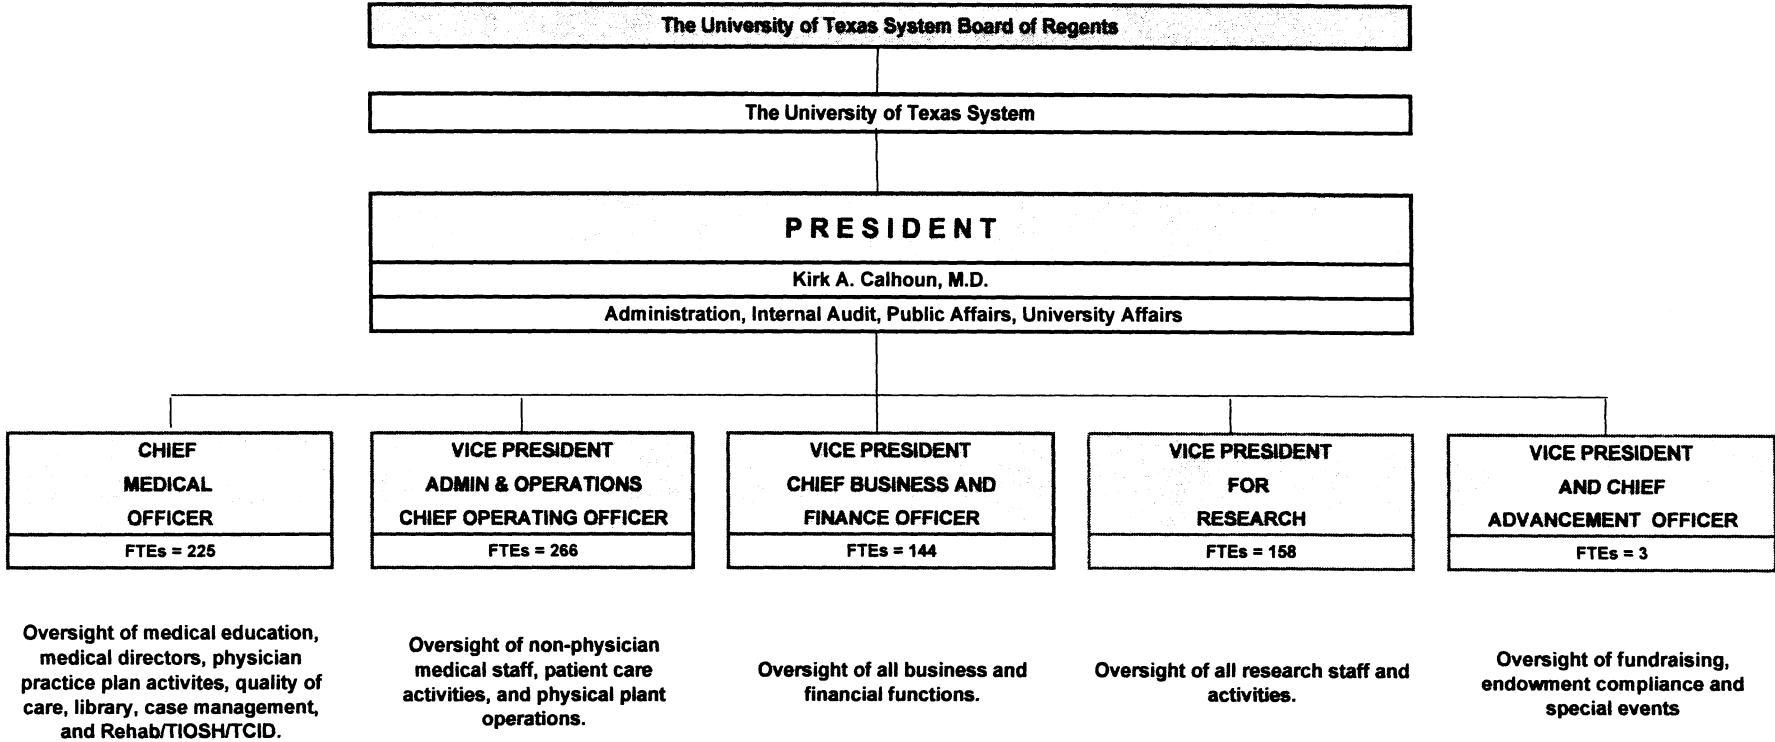 The University of Texas System Board of Regents
The University of Texas System
PRESIDENT
Kirk A. Calhoun, M.D.
Administration, Internal Audit, Public Affairs, University Affairs
CHIEF
MEDICAL
OFFICER
FTEs = 225
VICE PRESIDENT
ADMIN & OPERATIONS
CHIEF OPERATING OFFICER
FTEs = 266
VICE PRESIDENT
CHIEF BUSINESS AND
FINANCE OFFICER
FTEs = 144
VICE PRESIDENT
FOR
RESEARCH
FTEs = 158
VICE PRESIDENT
AND CHIEF
ADVANCEMENT OFFICER
FTEs = 3
Oversight of medical education,
medical directors, physician
practice plan activites, quality of
care, library, case management,
and Rehab/TIOSH/TCID.
Oversight of non-physician
medical staff, patient care
activities, and physical plant
operations.
Oversight of all business and
financial functions.
Oversight of all research staff and
activities.
Oversight of fundraising,
endowment compliance and
special events